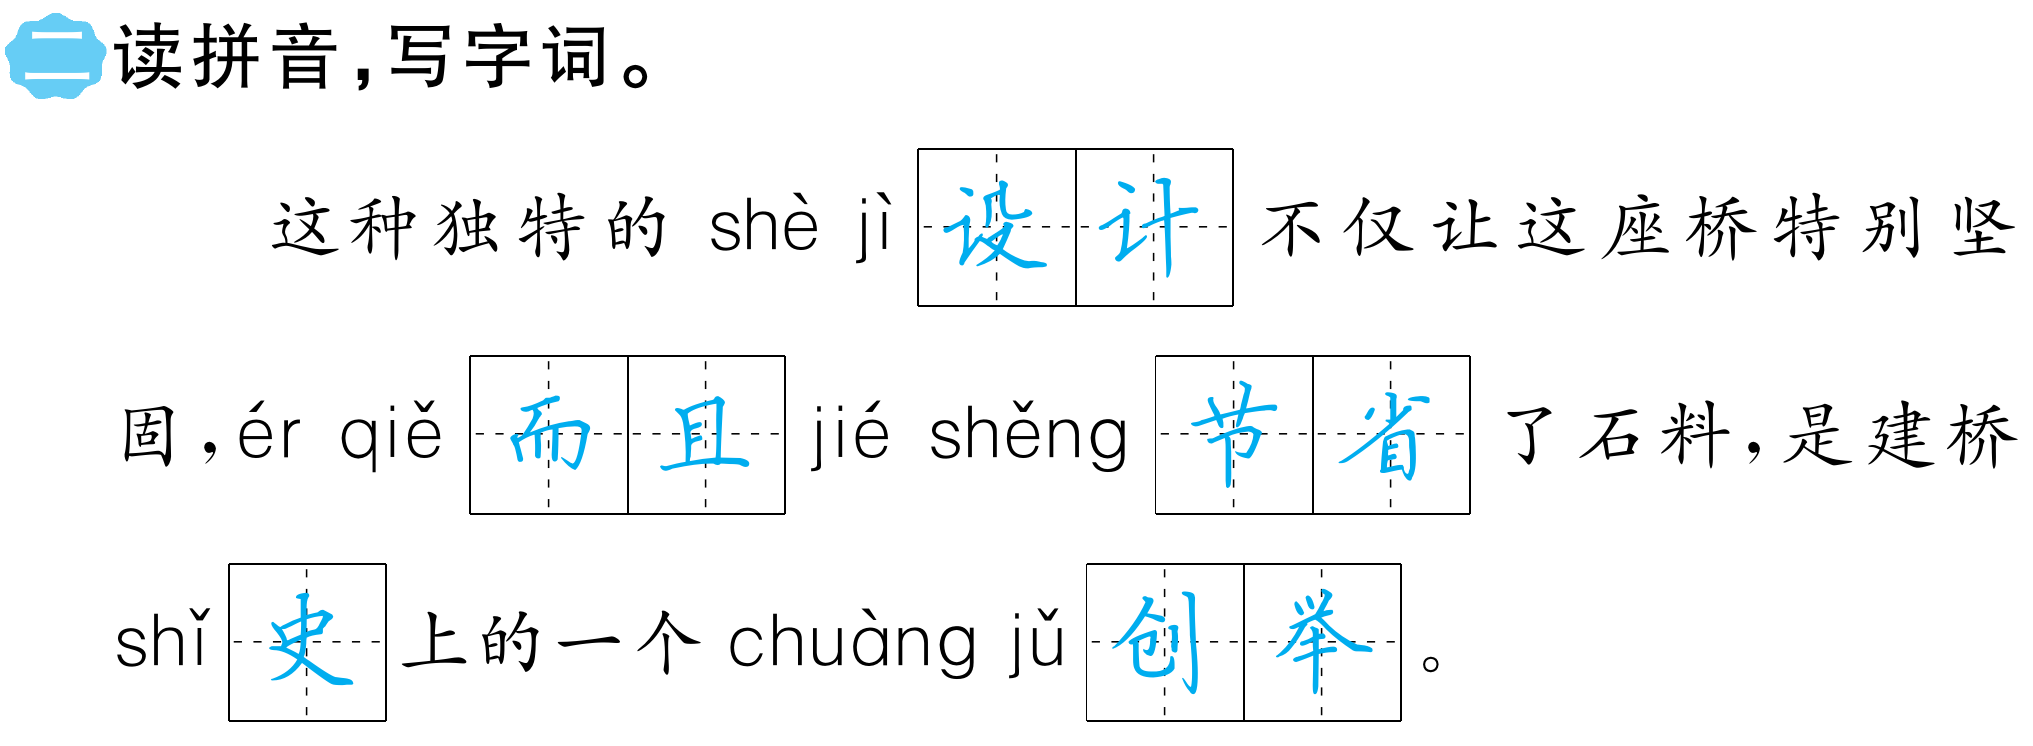 二 读拼音,写字词。
这种独特的 shè jì 设计 不仅让这座桥特别坚
固,ér qiě 而且 jié shěng 节省 了石料,是建桥
shǐ 史 上的一个 chuàng jǔ 创举 。